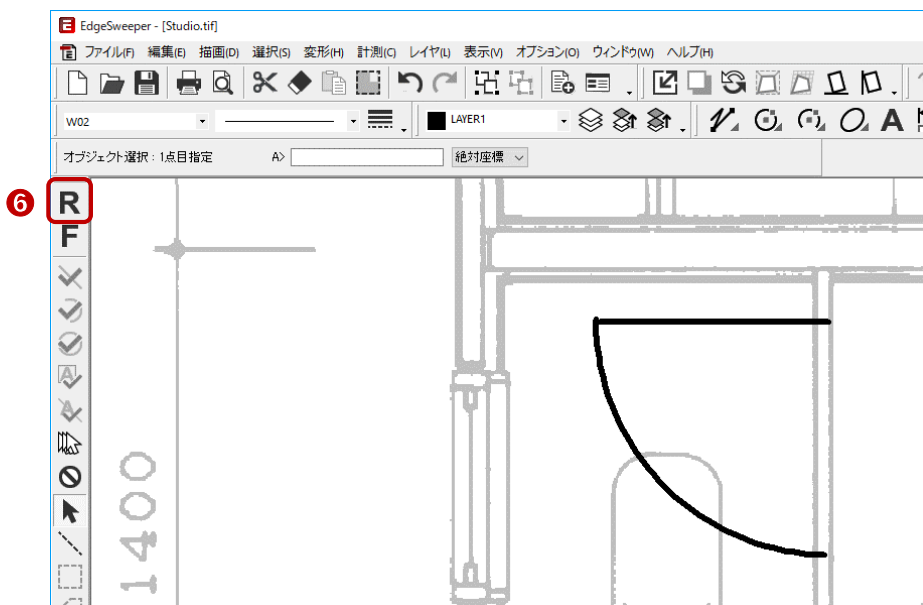 EdgeSweeper - [Studio.tif]
ファイル(F) 編集(E) 描画(D) 選択(S) 変形(H) 計測(C) レイヤ(L) 表示(V) オプション(O) ウィンドゥ(W) ヘルプ(H)
W02
LAYER1
A
オブジェクト選択 : 1点目指定
A>
絶対座標
6
R
F
1400